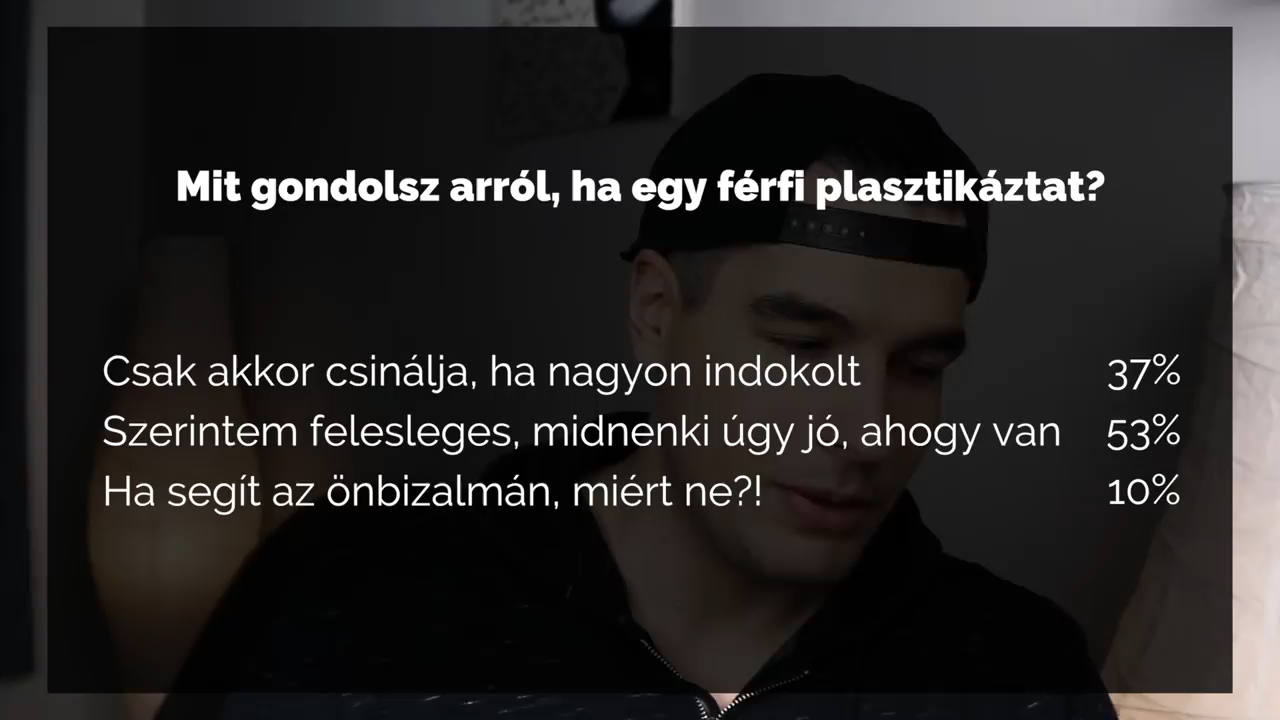 Mit gondolsz arról, ha egy férfi plasztikáztat?
Csak akkor csinálja, ha nagyon indokolt 37%
Szerintem felesleges, midnenki úgy jó, ahogy van 53%
Ha segít az önbizalmán, miért ne?! 10%